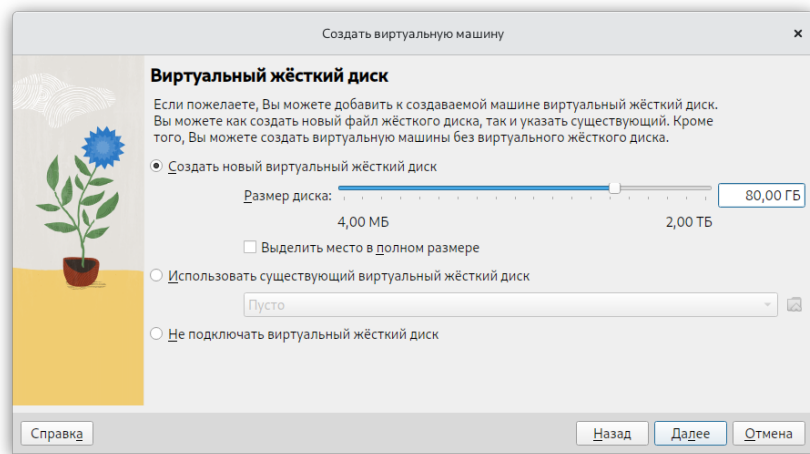 Создать виртуальную машину
Виртуальный жёсткий диск
Если пожелаете, Вы можете добавить к создаваемой машине виртуальный жёсткий диск.
Вы можете как создать новый файл жёсткого диска, так и указать существующий. Кроме
того, Вы можете создать виртуальную машины без виртуального жёсткого диска.
Создать новый виртуальный жёсткий диск
Размер диска: 80,00 ГБ
4,00 МБ 2,00 ТБ
Выделить место в полном размере
Использовать существующий виртуальный жёсткий диск
Пусто
Не подключать виртуальный жёсткий диск
Справка Назад Далее Отмена